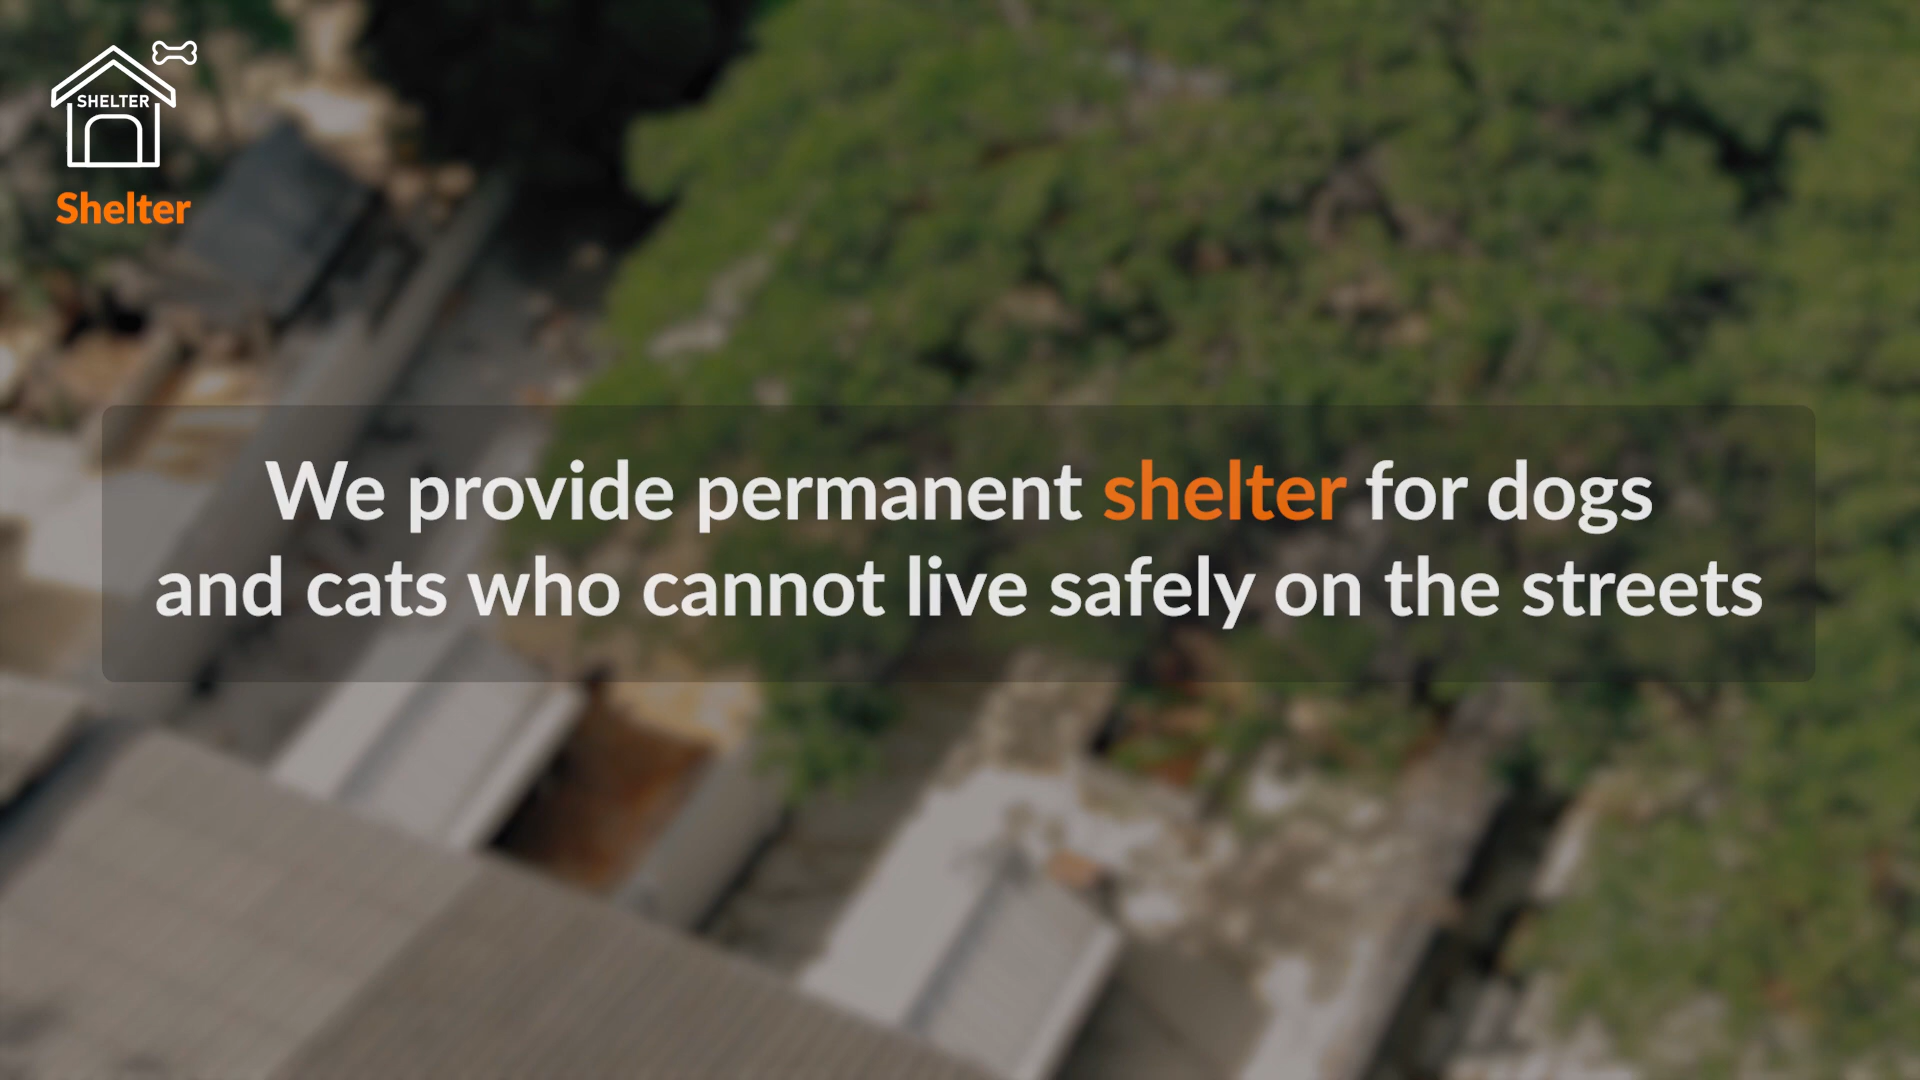 SHELTER
Shelter
We provide permanent shelter for dogs
and cats who cannot live safely on the streets